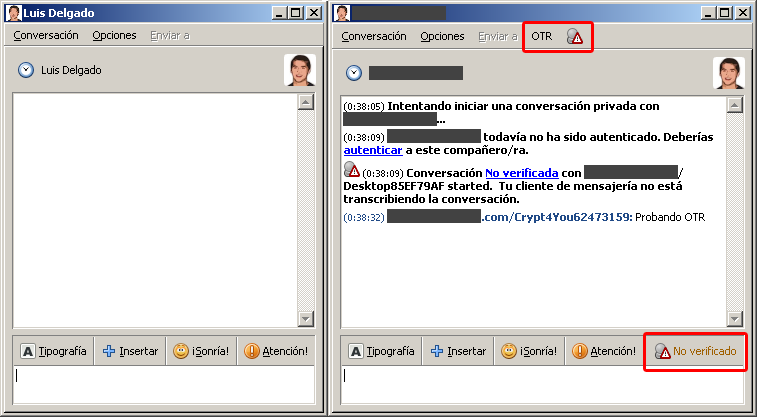 Luis Delgado
Conversación Opciones Enviar a
Luis Delgado
Tipografía Insertar ¡Sonría! ¡Atención!
Conversación Opciones Enviar a OTR
(0:38:05) Intentando iniciar una conversación privada con
...
(0:38:09) todavía no ha sido autenticado. Deberías
autenticar a este compañero/ra.
(0:38:09) Conversación No verificada con /
Desktop85EF79AF started. Tu cliente de mensajería no está
transcribiendo la conversación.
(0:38:32) .com/Crypt4You62473159: Probando OTR
Tipografía Insertar ¡Sonría! ¡Atención! No verificado